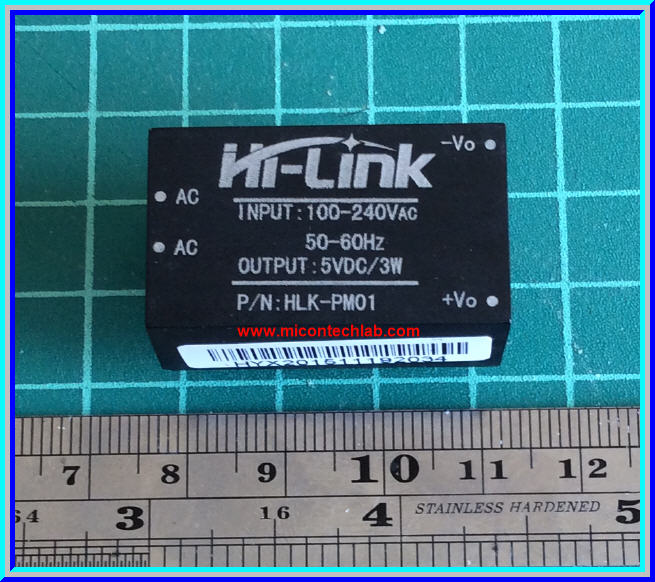 Hi-Link
-Vo
AC
INPUT:100-240VAC
AC
50-60Hz
OUTPUT:5VDC/3W
P/N:HLK-PM01
+Vo
www.micontechlab.com
7 8 9 10 11 12
64 3 16 4 STAINLESS HARDENED 5